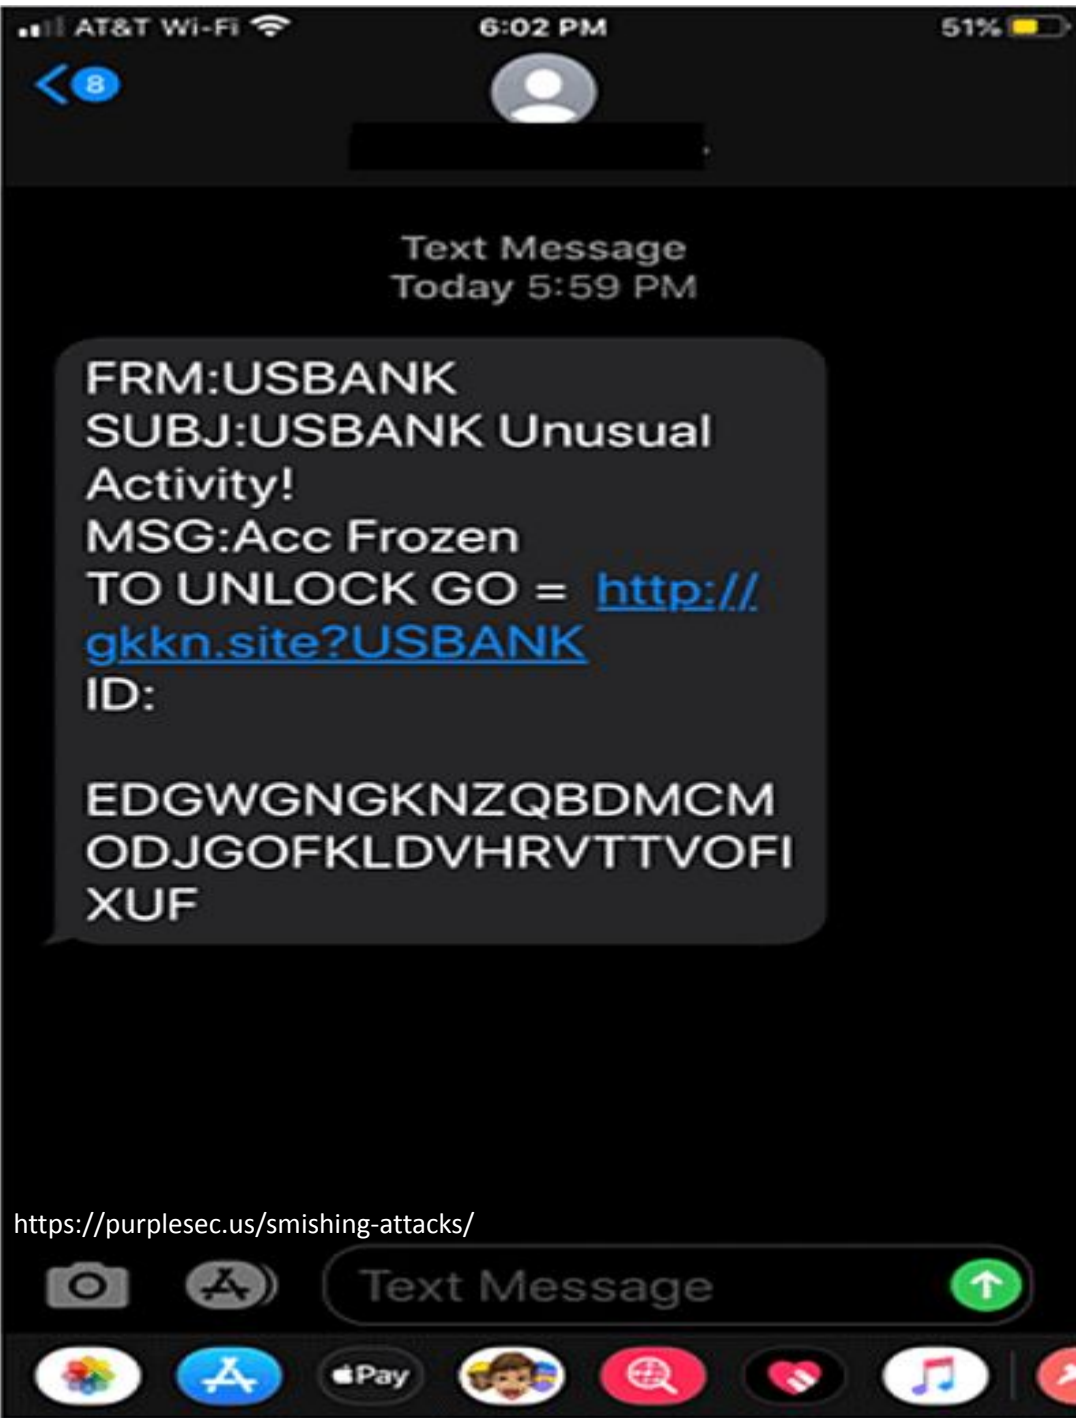 AT&T Wi-Fi 6:02 PM 51%
8
Text Message
Today 5:59 PM
FRM:USBANK
SUBJ:USBANK Unusual
Activity!
MSG:Acc Frozen
TO UNLOCK GO = http://
gkkn.site?USBANK
ID:
EDGWGNGKNZQBDMCM
ODJGOFKLDVHRVTTVOFI
XUF
https://purplesec.us/smishing-attacks/
Text Message
Pay